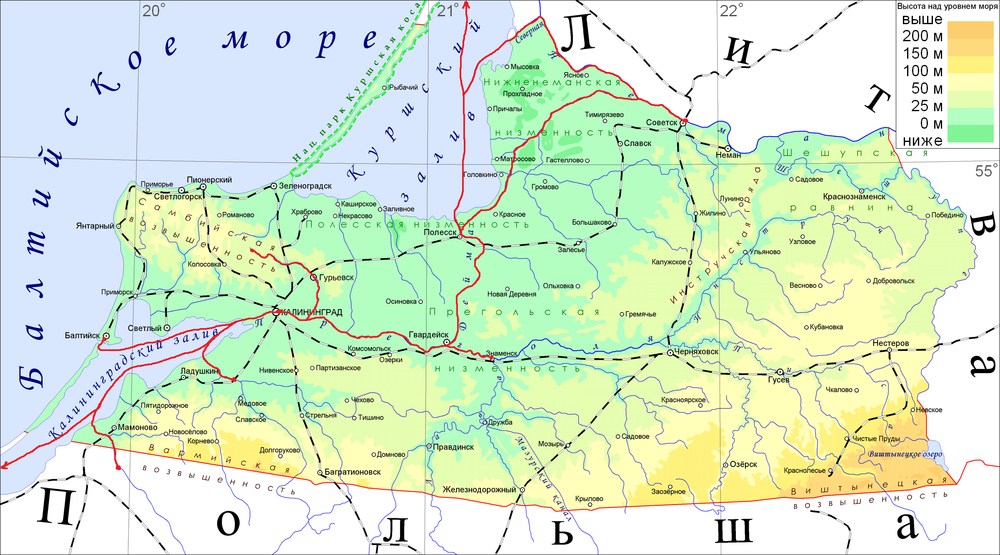 20°
21°
22°
55°
Высота над уровнем моря
выше
200 м
150 м
100 м
50 м
25 м
0 м
ниже
Балтийское море
Нац. парк Куршская коса
Куршский залив
Калининградский залив
ЛИТВА
ПОЛЬША
Северная
Неман
Мысовка
Ясное
Нижненеманская
низменность
Прохладное
Рыбачий
Причалы
Тимирязево
Советск
Славск
Неман
Матросово
Гастеллово
Головкино
Громово
Шешупская
равнина
Шешупе
Садовое
Краснознаменск
Лунино
Победино
Жилино
Большаково
Инстручская гряда
Узловое
Ульяново
Инструч
Калужское
Весново
Добровольск
Кубановка
Приморье
Пионерский
Светлогорск
Зеленоградск
Самбийская
возвышенность
Романово
Каширское
Некрасово
Заливное
Храброво
Янтарный
Полесская низменность
Красное
Полесск
Залесье
Колосовка
Гурьевск
Дейма
Новая Деревня
Ольховка
Осиновка
Приморск
КАЛИНИНГРАД
Прегольская
низменность
Гремячье
Светлый
Балтийск
Преголя
Гвардейск
Комсомольск
Озерки
Знаменск
Черняховск
Нестеров
Писса
Гусев
Ладушкин
Нивенское
Партизанское
Чкалово
Невское
Пятидорожное
Медовое
Славское
Чехово
Стрельня
Тишино
Красноярское
Мамоново
Новосёлово
Корнево
Дружба
Лава
Садовое
Мозырь
Чистые Пруды
Виштынецкое озеро
Вармийская
возвышенность
Долгоруково
Домново
Правдинск
Мазурский канал
Озёрск
Краснолесье
Багратионовск
Железнодорожный
Крылово
Заозёрное
Виштынецкая
возвышенность